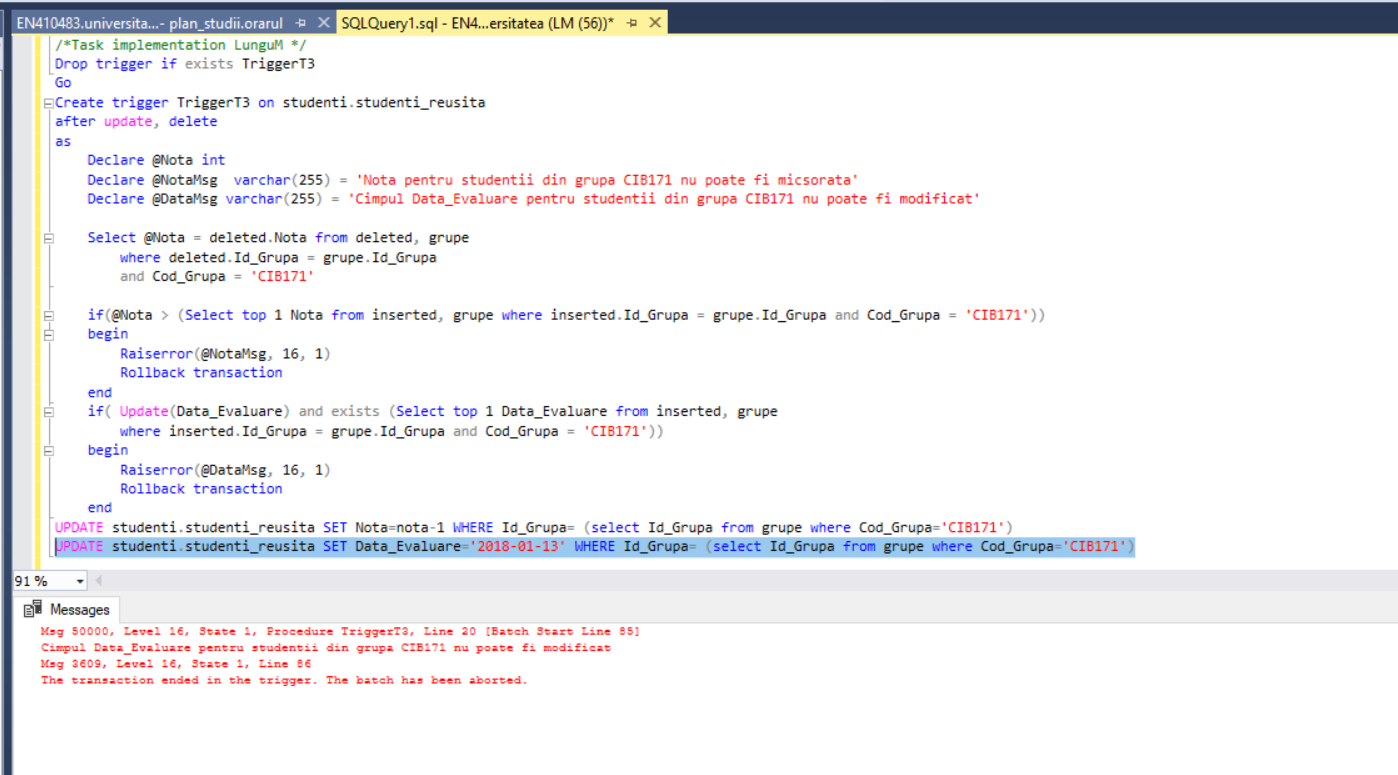 EN410483.universita...- plan_studii.orarul SQLQuery1.sql - EN4...ersitatea (LM (56))*
/*Task implementation LunguM */
Drop trigger if exists TriggerT3
Go
Create trigger TriggerT3 on studenti.studenti_reusita
after update, delete
as
Declare @Nota int
Declare @NotaMsg  varchar(255) = 'Nota pentru studentii din grupa CIB171 nu poate fi micsorata'
Declare @DataMsg varchar(255) = 'Cimpul Data_Evaluare pentru studentii din grupa CIB171 nu poate fi modificat'
Select @Nota = deleted.Nota from deleted, grupe
where deleted.Id_Grupa = grupe.Id_Grupa
and Cod_Grupa = 'CIB171'
if(@Nota > (Select top 1 Nota from inserted, grupe where inserted.Id_Grupa = grupe.Id_Grupa and Cod_Grupa = 'CIB171'))
begin
Raiserror(@NotaMsg, 16, 1)
Rollback transaction
end
if( Update(Data_Evaluare) and exists (Select top 1 Data_Evaluare from inserted, grupe
where inserted.Id_Grupa = grupe.Id_Grupa and Cod_Grupa = 'CIB171'))
begin
Raiserror(@DataMsg, 16, 1)
Rollback transaction
end
UPDATE studenti.studenti_reusita SET Nota=nota-1 WHERE Id_Grupa= (select Id_Grupa from grupe where Cod_Grupa='CIB171')
UPDATE studenti.studenti_reusita SET Data_Evaluare='2018-01-13' WHERE Id_Grupa= (select Id_Grupa from grupe where Cod_Grupa='CIB171')
91 %
Messages
Msg 50000, Level 16, State 1, Procedure TriggerT3, Line 20 [Batch Start Line 85]
Cimpul Data_Evaluare pentru studentii din grupa CIB171 nu poate fi modificat
Msg 3609, Level 16, State 1, Line 86
The transaction ended in the trigger. The batch has been aborted.